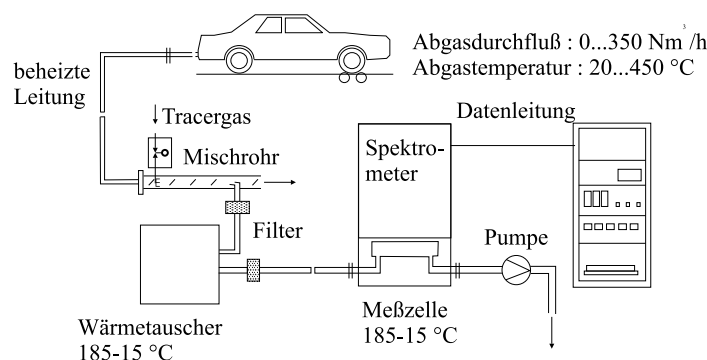 Abgasdurchfluß : 0...350 Nm³/h
Abgastemperatur : 20...450 °C
beheizte
Leitung
Tracergas
Datenleitung
Mischrohr
Spektro-
meter
Filter
Pumpe
Meßzelle
185-15 °C
Wärmetauscher
185-15 °C